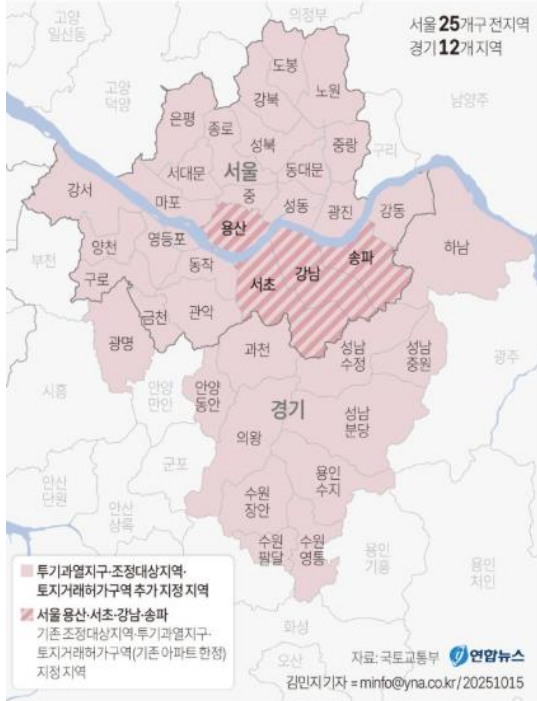 고양
일산동
의정부
서울 25개구 전지역
경기 12개 지역
도봉
고양
덕양
강북
노원
남양주
은평
종로
성북
중랑
구리
서대문
서울
동대문
강서
마포
중
성동
광진
강동
용산
양천
영등포
송파
하남
부천
동작
서초
강남
구로
금천
관악
광명
과천
성남
수정
성남
중원
광주
시흥
안양
만안
안양
동안
경기
성남
분당
의왕
군포
용인
수지
안산
단원
안산
상록
수원
장안
수원
팔달
수원
영통
용인
기흥
용인
처인
투기과열지구·조정대상지역·
토지거래허가구역 추가 지정 지역
서울 용산·서초·강남·송파
기존 조정대상지역·투기과열지구·
토지거래허가구역(기존 아파트 한정)
지정 지역
화성
오산
자료: 국토교통부 연합뉴스
김민지 기자 = minfo@yna.co.kr / 20251015